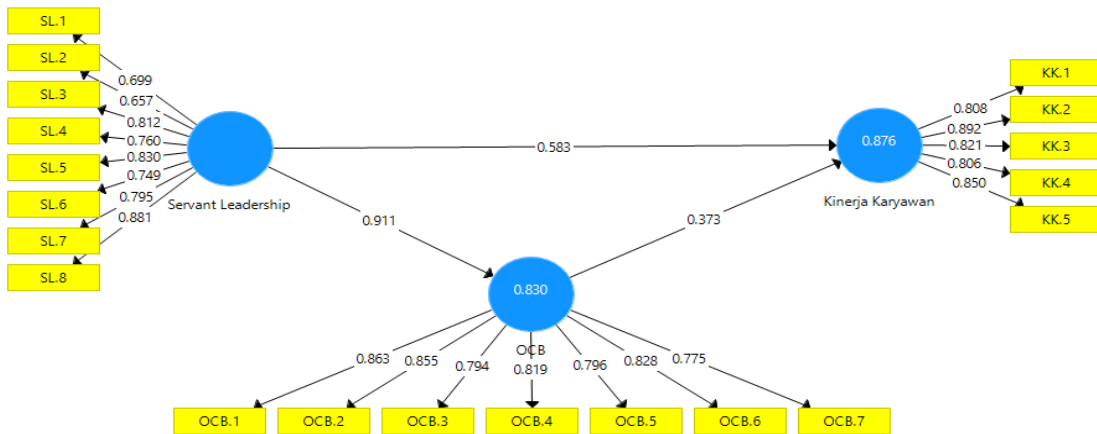 SL.1
SL.2
SL.3
SL.4
SL.5
SL.6
SL.7
SL.8
0.699
0.657
0.812
0.760
0.830
0.749
0.795
0.881
Servant Leadership
0.583
0.911
0.373
0.876
Kinerja Karyawan
0.808
0.892
0.821
0.806
0.850
KK.1
KK.2
KK.3
KK.4
KK.5
0.830
OCB
0.863
0.855
0.794
0.819
0.796
0.828
0.775
OCB.1
OCB.2
OCB.3
OCB.4
OCB.5
OCB.6
OCB.7